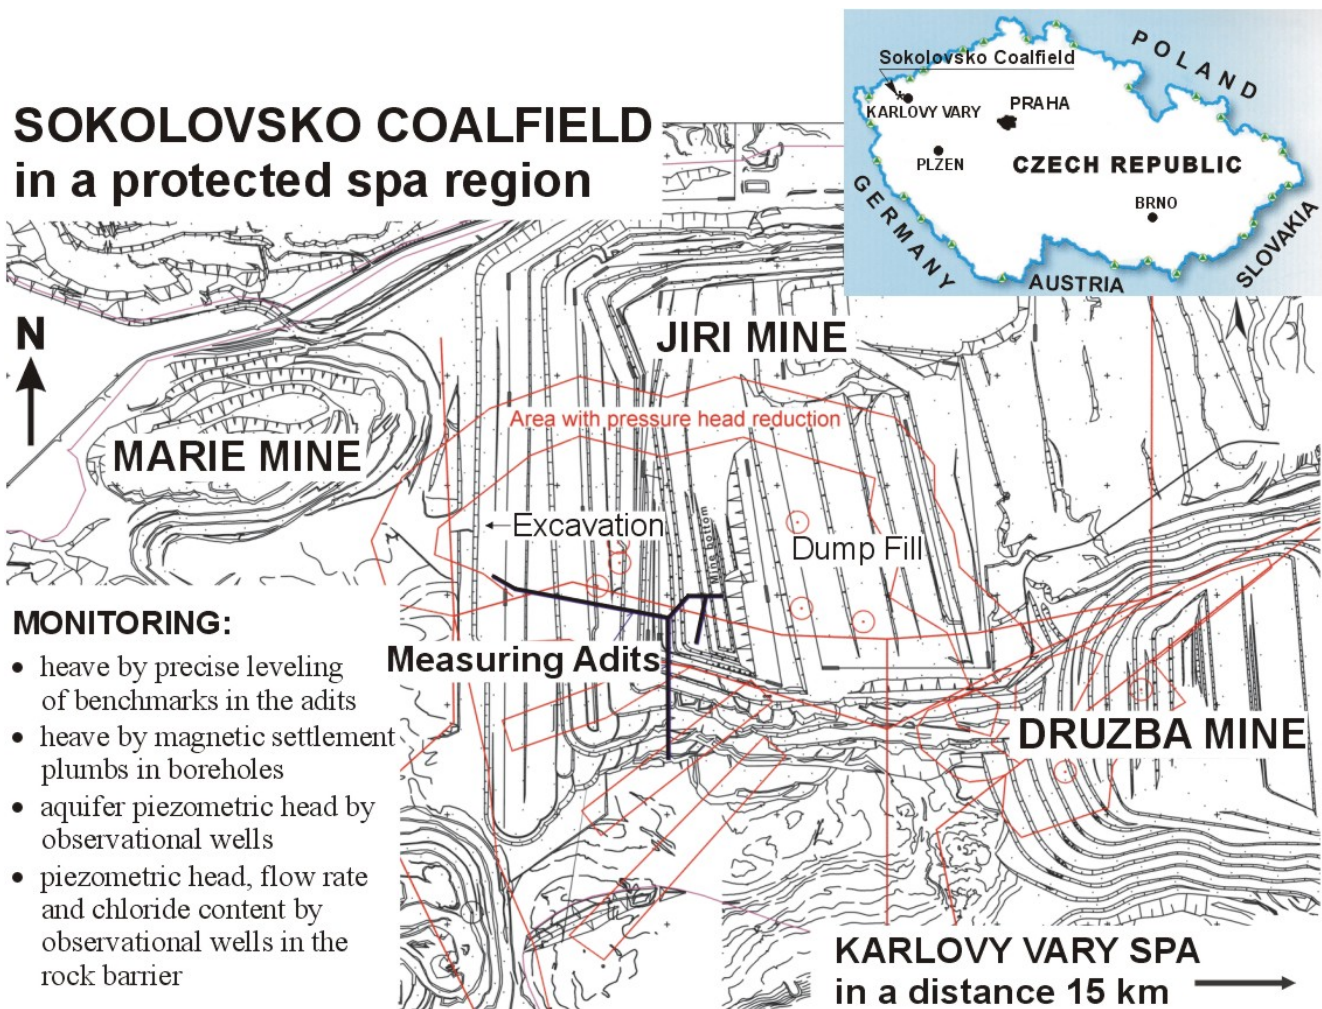 SOKOLOVSKO COALFIELD
in a protected spa region
POLAND
Sokolovsko Coalfield
KARLOVY VARY
PRAHA
PLZEN
CZECH REPUBLIC
BRNO
GERMANY
AUSTRIA
SLOVAKIA
N
JIRI MINE
MARIE MINE
Area with pressure head reduction
Excavation
Mine bottom
Dump Fill
Measuring Adits
DRUZBA MINE
MONITORING:
• heave by precise leveling
of benchmarks in the adits
• heave by magnetic settlement
plumbs in boreholes
• aquifer piezometric head by
observational wells
• piezometric head, flow rate
and chloride content by
observational wells in the
rock barrier
KARLOVY VARY SPA
in a distance 15 km